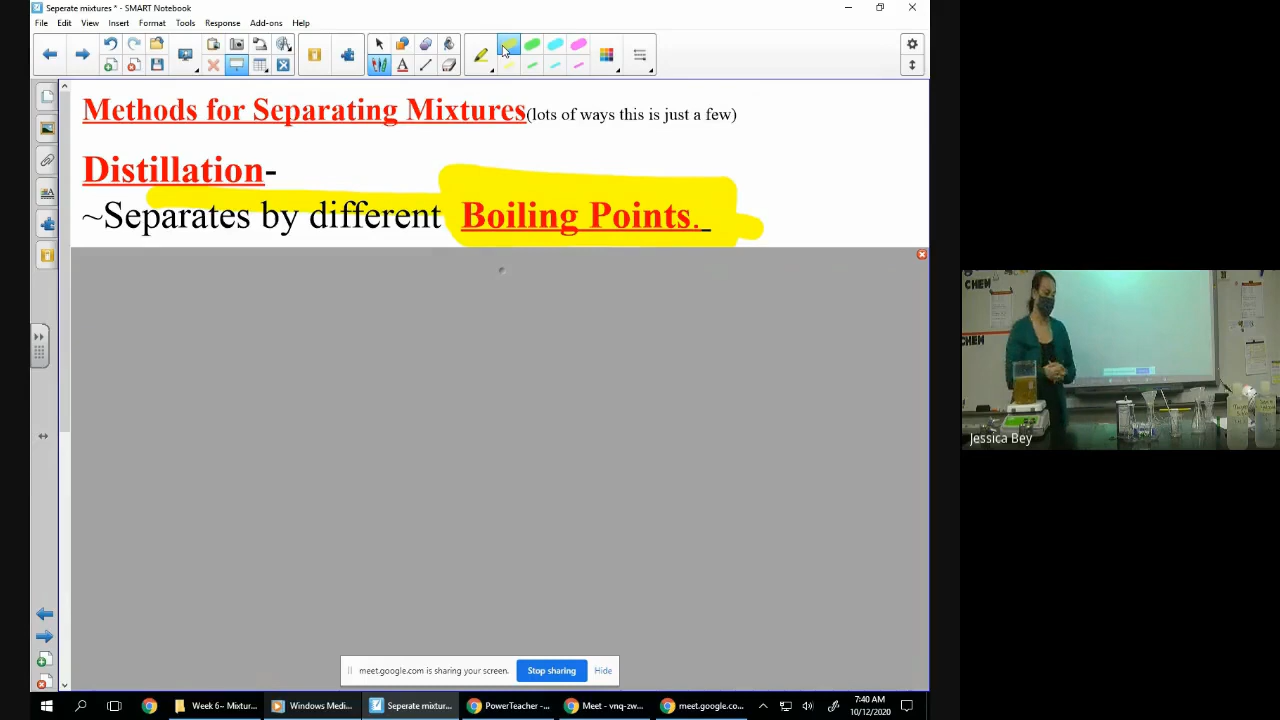 Seperate mixtures * - SMART Notebook
File Edit View Insert Format Tools Response Add-ons Help
Methods for Separating Mixtures(lots of ways this is just a few)
Distillation-
~Separates by different Boiling Points._
CHEM
CHEM
Jessica Bey
meet.google.com is sharing your screen. Stop sharing Hide
Week 6~ Mixtur... Windows Medi... Seperate mixtur... PowerTeacher -... Meet - vnq-zw... meet.google.co...
7:40 AM
10/12/2020